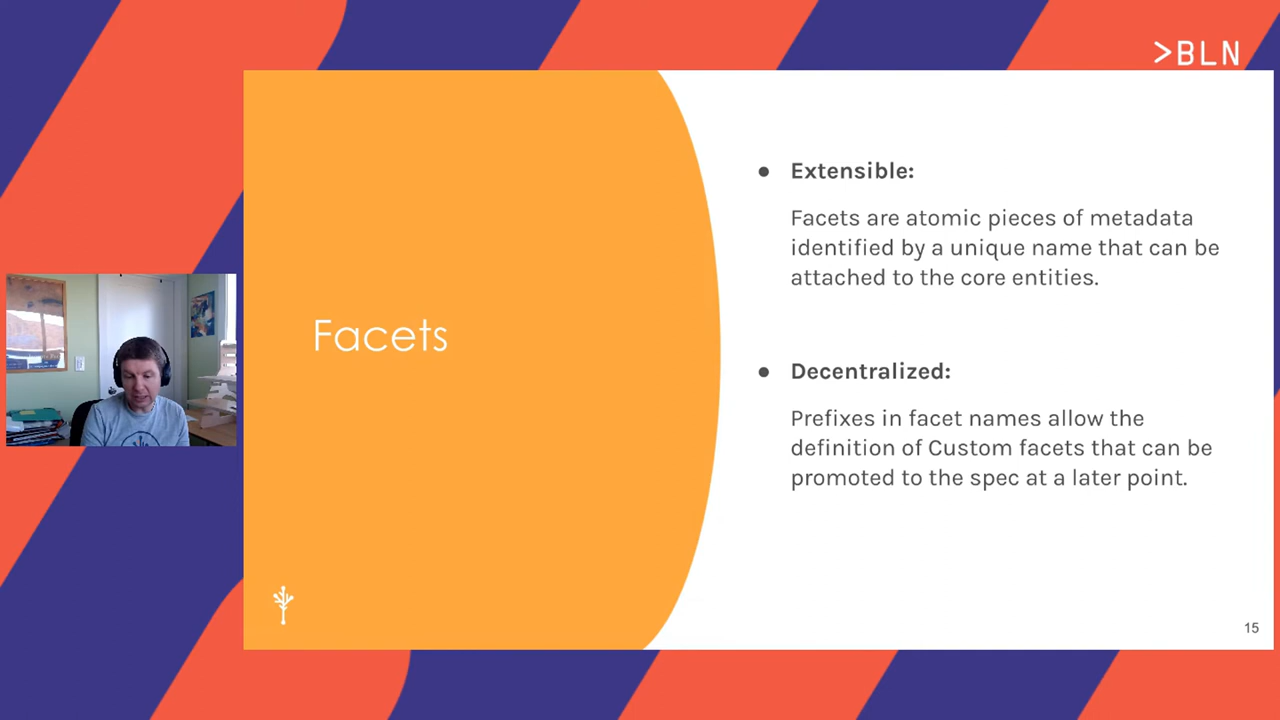 >BLN
Facets
● Extensible:
Facets are atomic pieces of metadata
identified by a unique name that can be
attached to the core entities.
● Decentralized:
Prefixes in facet names allow the
definition of Custom facets that can be
promoted to the spec at a later point.
15